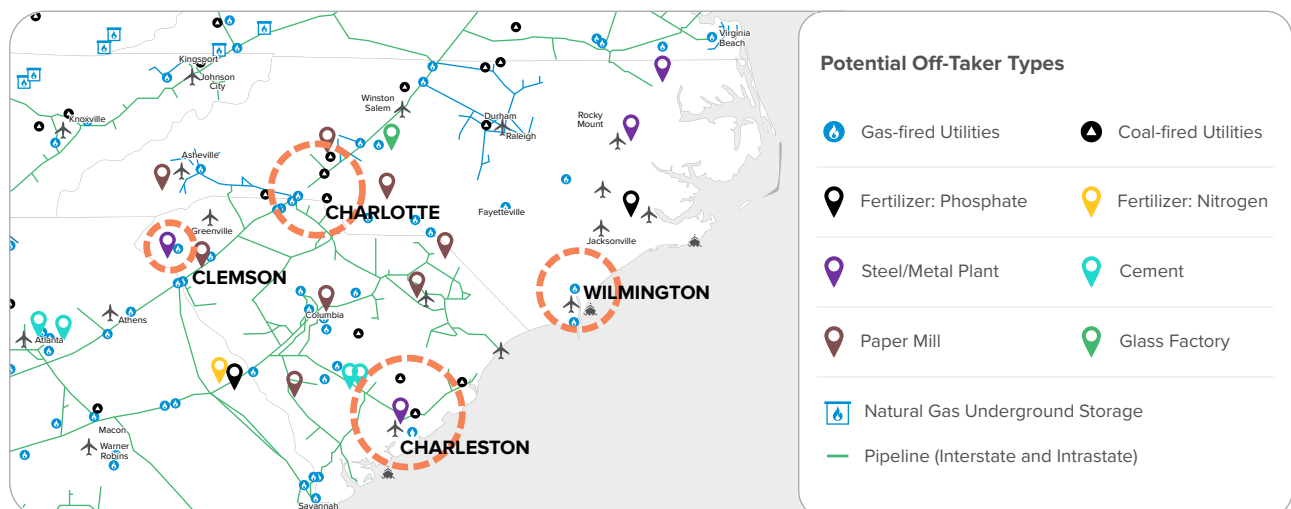 Virginia
Beach
Kingsport
Johnson
City
Knoxville
Winston
Salem
Durham
Raleigh
Rocky
Mount
Asheville
CHARLOTTE
Fayetteville
Greenville
Jacksonville
CLEMSON
WILMINGTON
Columbia
Athens
Atlanta
Macon
Warner
Robins
CHARLESTON
Savannah
Potential Off-Taker Types
Gas-fired Utilities
Coal-fired Utilities
Fertilizer: Phosphate
Fertilizer: Nitrogen
Steel/Metal Plant
Cement
Paper Mill
Glass Factory
Natural Gas Underground Storage
Pipeline (Interstate and Intrastate)